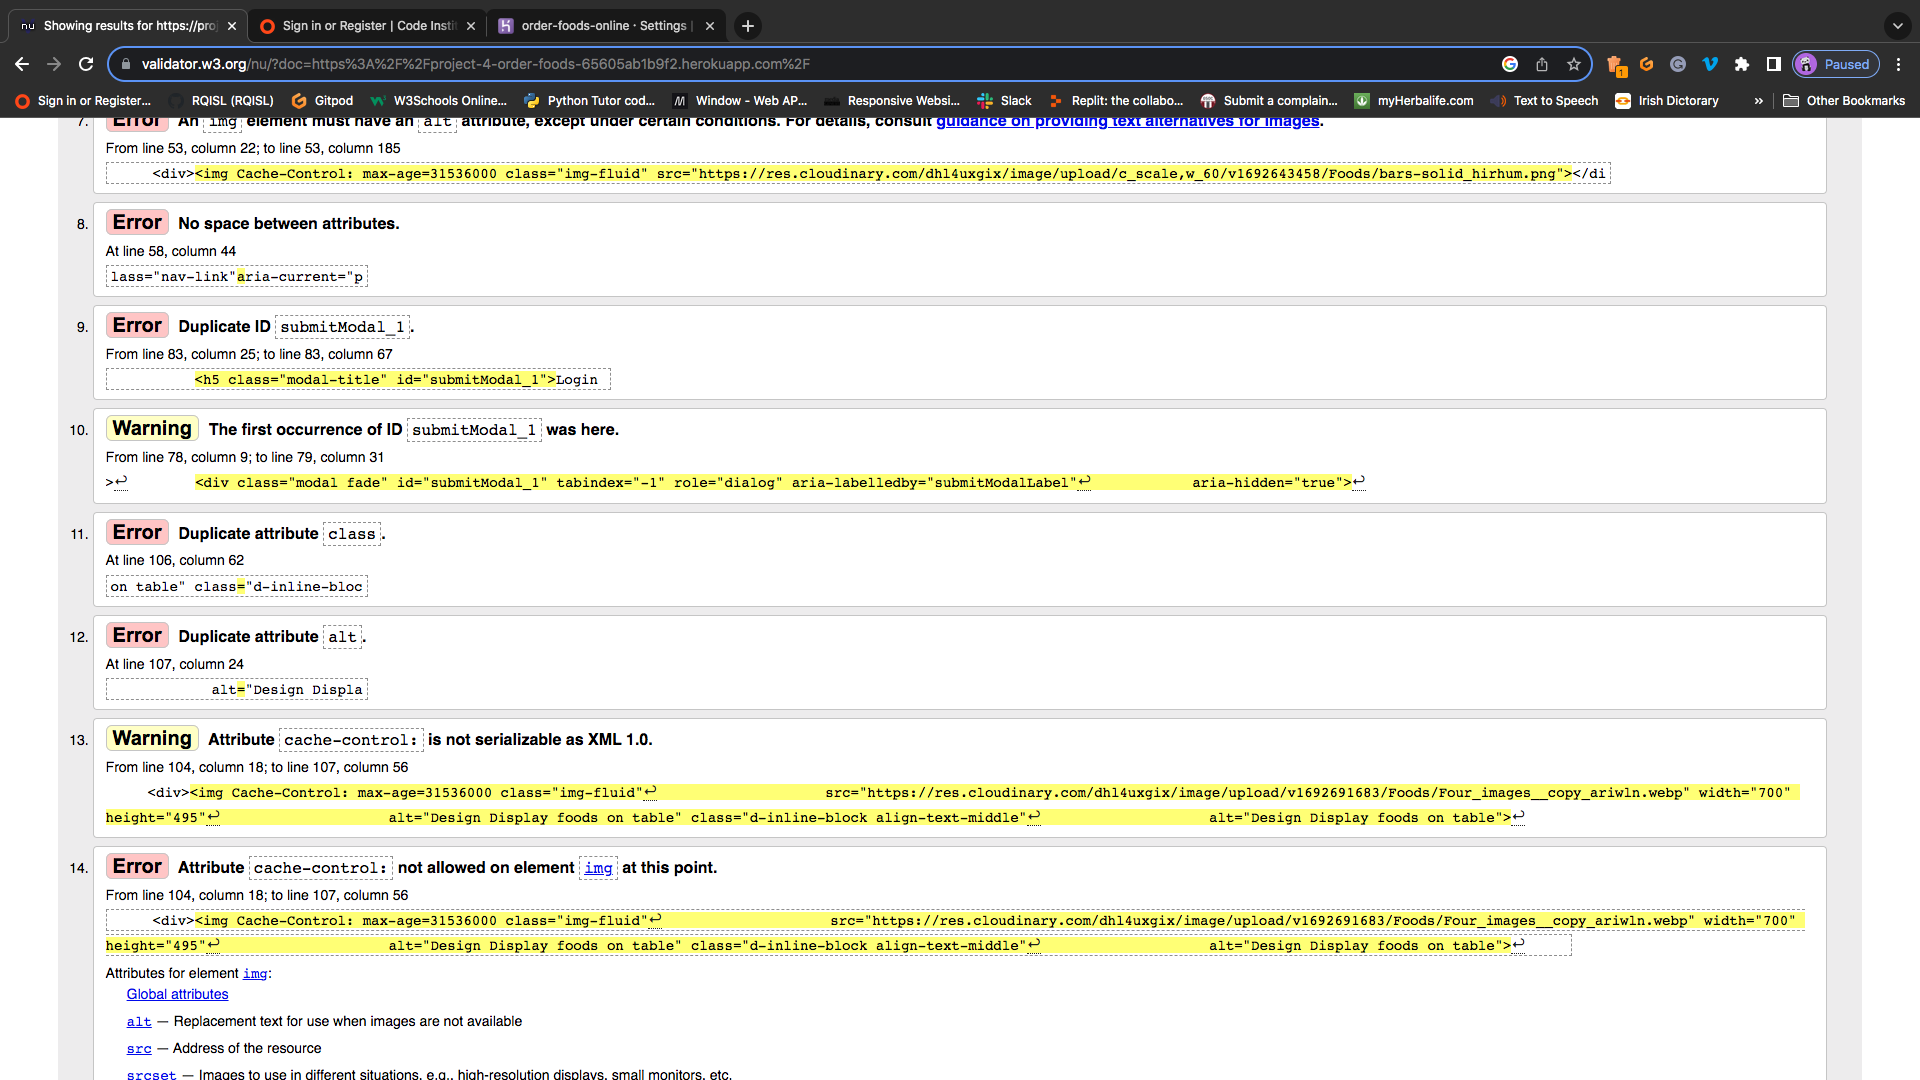 nu Showing results for https://pro
Sign in or Register | Code Insti
order-foods-online · Settings |
validator.w3.org/nu/?doc=https%3A%2F%2Fproject-4-order-foods-65605ab1b9f2.herokuapp.com%2F
1
Paused
Sign in or Register...
RQISL (RQISL)
Gitpod
W3Schools Online...
Python Tutor cod...
Window - Web AP...
Responsive Websi...
Slack
Replit: the collabo...
Submit a complain...
myHerbalife.com
Text to Speech
Irish Dictorary
»
Other Bookmarks
7. Error An img element must have an alt attribute, except under certain conditions. For details, consult guidance on providing text alternatives for images.
From line 53, column 22; to line 53, column 185
<div><img Cache-Control: max-age=31536000 class="img-fluid" src="https://res.cloudinary.com/dhl4uxgix/image/upload/c_scale,w_60/v1692643458/Foods/bars-solid_hirhum.png"></di
8. Error No space between attributes.
At line 58, column 44
lass="nav-link"aria-current="p
9. Error Duplicate ID submitModal_1.
From line 83, column 25; to line 83, column 67
<h5 class="modal-title" id="submitModal_1">Login
10. Warning The first occurrence of ID submitModal_1 was here.
From line 78, column 9; to line 79, column 31
>↩ <div class="modal fade" id="submitModal_1" tabindex="-1" role="dialog" aria-labelledby="submitModalLabel"↩ aria-hidden="true">↩
11. Error Duplicate attribute class.
At line 106, column 62
on table" class="d-inline-bloc
12. Error Duplicate attribute alt.
At line 107, column 24
alt="Design Displa
13. Warning Attribute cache-control: is not serializable as XML 1.0.
From line 104, column 18; to line 107, column 56
<div><img Cache-Control: max-age=31536000 class="img-fluid"↩ src="https://res.cloudinary.com/dhl4uxgix/image/upload/v1692691683/Foods/Four_images__copy_ariwln.webp" width="700"
height="495"↩ alt="Design Display foods on table" class="d-inline-block align-text-middle"↩ alt="Design Display foods on table">↩
14. Error Attribute cache-control: not allowed on element img at this point.
From line 104, column 18; to line 107, column 56
<div><img Cache-Control: max-age=31536000 class="img-fluid"↩ src="https://res.cloudinary.com/dhl4uxgix/image/upload/v1692691683/Foods/Four_images__copy_ariwln.webp" width="700"
height="495"↩ alt="Design Display foods on table" class="d-inline-block align-text-middle"↩ alt="Design Display foods on table">↩
Attributes for element img:
Global attributes
alt — Replacement text for use when images are not available
src — Address of the resource
srcset — Images to use in different situations, e.g., high-resolution displays, small monitors, etc.